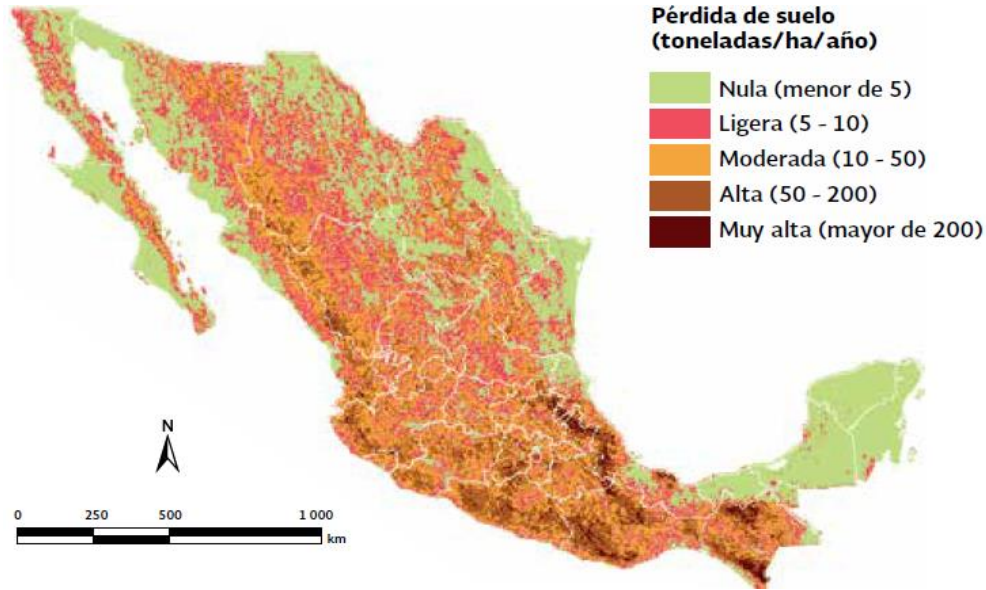 Pérdida de suelo
(toneladas/ha/año)
Nula (menor de 5)
Ligera (5 - 10)
Moderada (10 - 50)
Alta (50 - 200)
Muy alta (mayor de 200)
N
0 250 500 1 000
km